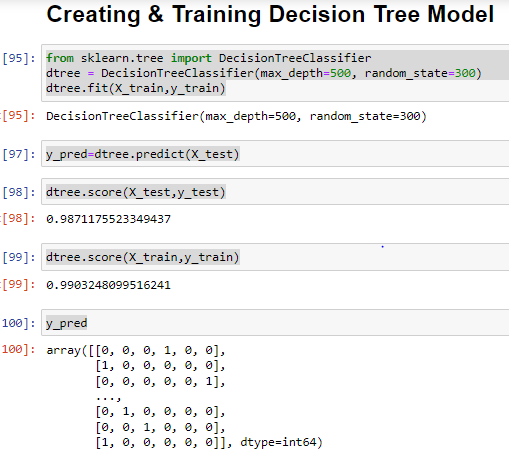 Creating & Training Decision Tree Model
[95]: from sklearn.tree import DecisionTreeClassifier
dtree = DecisionTreeClassifier(max_depth=500, random_state=300)
dtree.fit(X_train,y_train)
[95]: DecisionTreeClassifier(max_depth=500, random_state=300)
[97]: y_pred=dtree.predict(X_test)
[98]: dtree.score(X_test,y_test)
[98]: 0.9871175523349437
[99]: dtree.score(X_train,y_train)
[99]: 0.9903248099516241
100]: y_pred
100]: array([[0, 0, 0, 1, 0, 0],
[1, 0, 0, 0, 0, 0],
[0, 0, 0, 0, 0, 1],
...,
[0, 1, 0, 0, 0, 0],
[0, 0, 1, 0, 0, 0],
[1, 0, 0, 0, 0, 0]], dtype=int64)